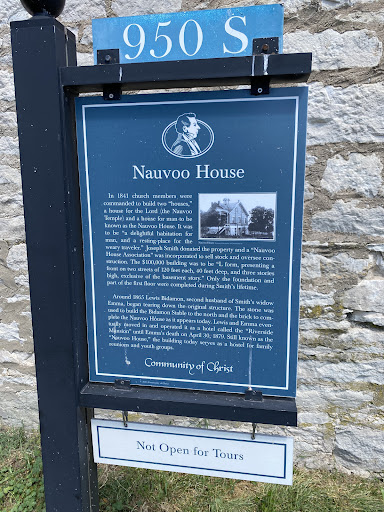 950 S
Nauvoo House
In 1841 church members were
commanded to build two "houses,"
a house for the Lord (the Nauvoo
Temple) and a house for man to be
known as the Nauvoo House. It was
to be "a delightful habitation for
man, and a resting-place for the
weary traveler." Joseph Smith donated the property and a "Nauvoo
House Association" was incorporated to sell stock and oversee con-
struction. The $100,000 building was to be "L form, presenting a
front on two streets of 120 feet each, 40 feet deep, and three stories
high, exclusive of the basement story." Only the foundation and
part of the first floor were completed during Smith's lifetime.
Around 1865 Lewis Bidamon, second husband of Smith's widow
Emma, began tearing down the original structure. The stone was
used to build the Bidamon Stable to the north and the brick to com-
plete the Nauvoo House as it appears today. Lewis and Emma even-
tually moved in and operated it as a hotel called the "Riverside
Mansion" until Emma's death on April 30, 1879. Still known as the
"Nauvoo House," the building today serves as a hostel for family
reunions and youth groups.
Community of Christ
Not Open for Tours